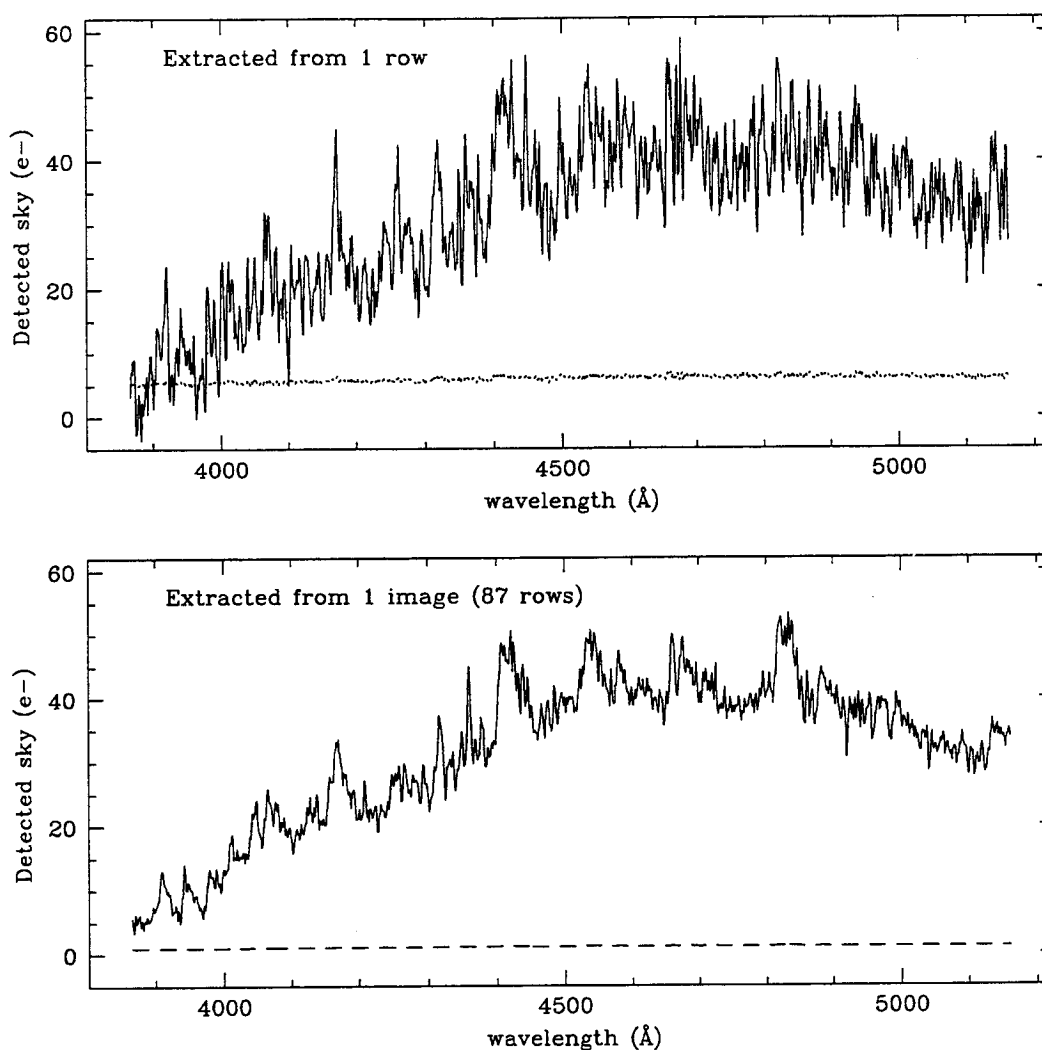 60
Extracted from 1 row
40
20
0
Detected sky (e-)
4000
4500
5000
wavelength (Å)
60
Extracted from 1 image (87 rows)
40
20
0
Detected sky (e-)
4000
4500
5000
wavelength (Å)